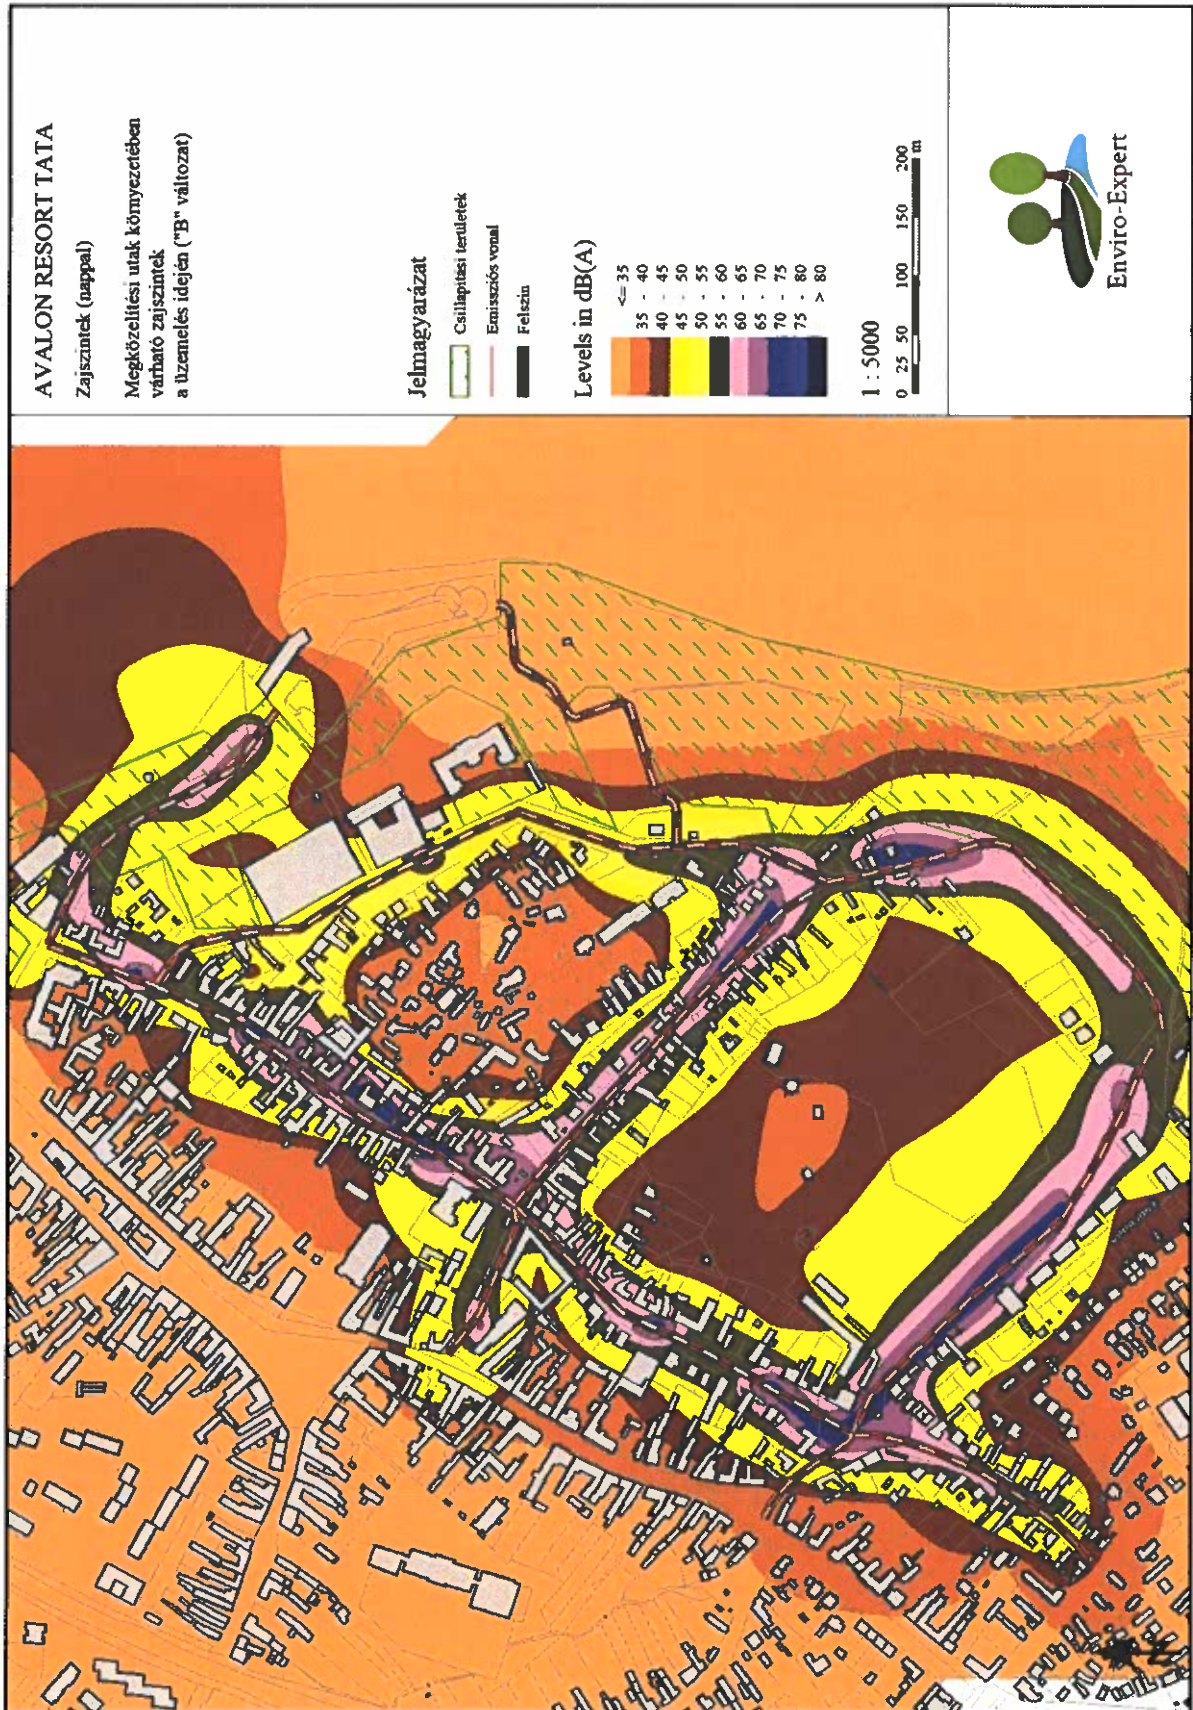 AVALON RESORT TATA
Zajszintek (nappal)
Megközelítési utak környezetében
várható zajszintek
a üzemelés idején ("B" változat)
Jelmagyarázat
Csillapítási területek
Emissziós vonal
Felszín
Levels in dB(A)
<= 35
35 - 40
40 - 45
45 - 50
50 - 55
55 - 60
60 - 65
65 - 70
70 - 75
75 - 80
> 80
1 : 5000
0 25 50 100 150 200
m
Enviro-Expert